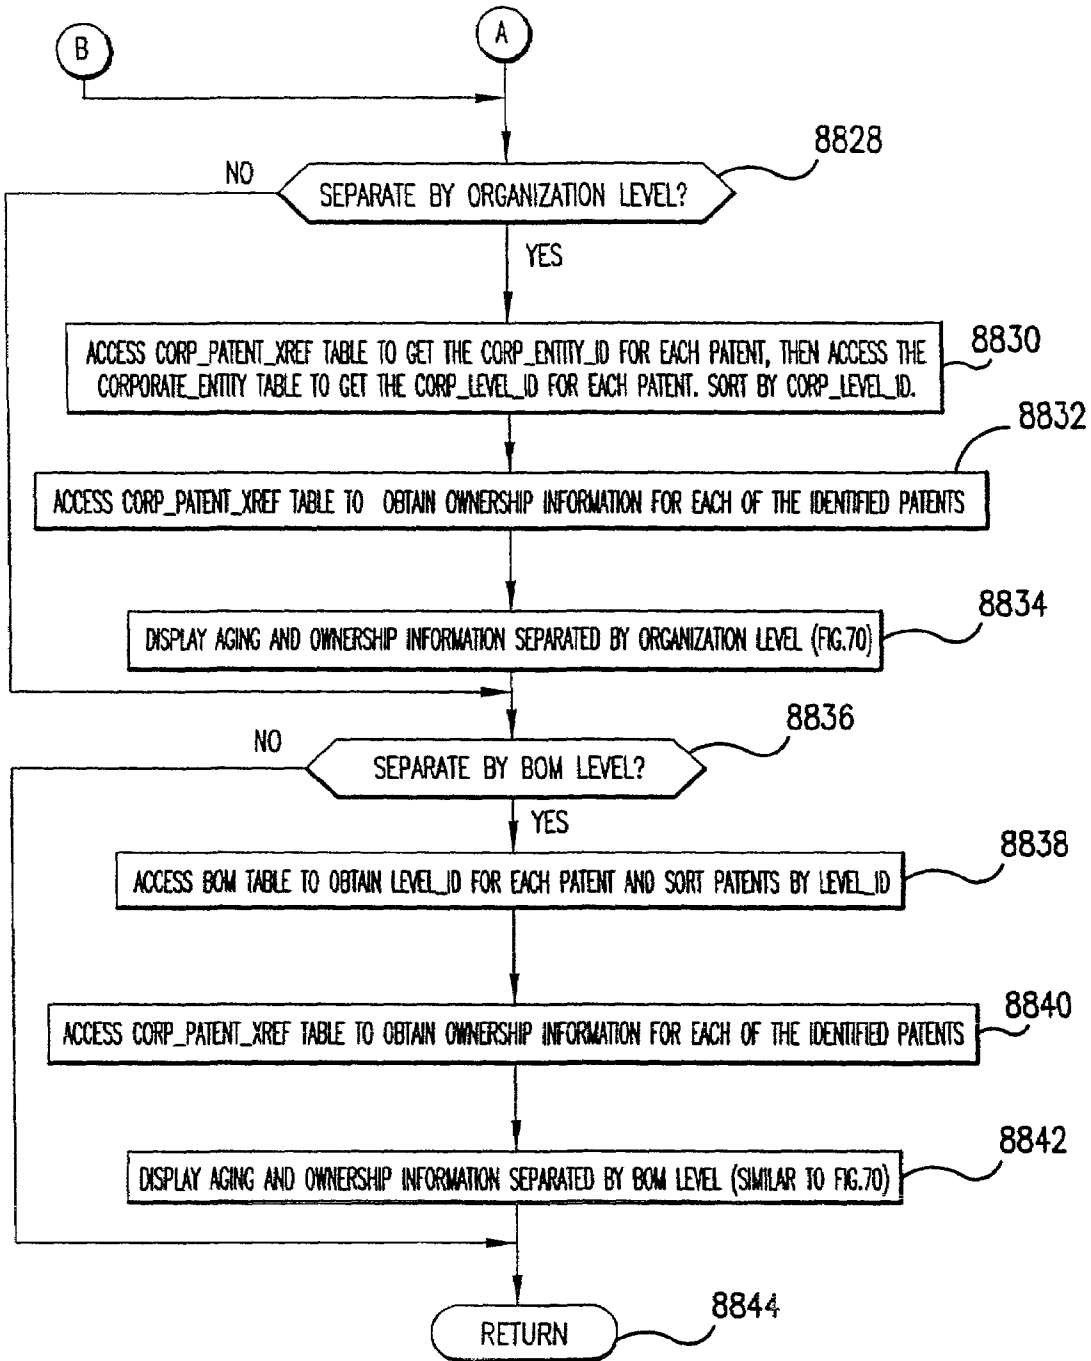 B
A
8828
NO
SEPARATE BY ORGANIZATION LEVEL?
YES
8830
ACCESS CORP_PATENT_XREF TABLE TO GET THE CORP_ENTITY_ID FOR EACH PATENT, THEN ACCESS THE
CORPORATE_ENTITY TABLE TO GET THE CORP_LEVEL_ID FOR EACH PATENT. SORT BY CORP_LEVEL_ID.
8832
ACCESS CORP_PATENT_XREF TABLE TO OBTAIN OWNERSHIP INFORMATION FOR EACH OF THE IDENTIFIED PATENTS
8834
DISPLAY AGING AND OWNERSHIP INFORMATION SEPARATED BY ORGANIZATION LEVEL (FIG.70)
8836
NO
SEPARATE BY BOM LEVEL?
YES
8838
ACCESS BOM TABLE TO OBTAIN LEVEL_ID FOR EACH PATENT AND SORT PATENTS BY LEVEL_ID
8840
ACCESS CORP_PATENT_XREF TABLE TO OBTAIN OWNERSHIP INFORMATION FOR EACH OF THE IDENTIFIED PATENTS
8842
DISPLAY AGING AND OWNERSHIP INFORMATION SEPARATED BY BOM LEVEL (SIMILAR TO FIG.70)
8844
RETURN